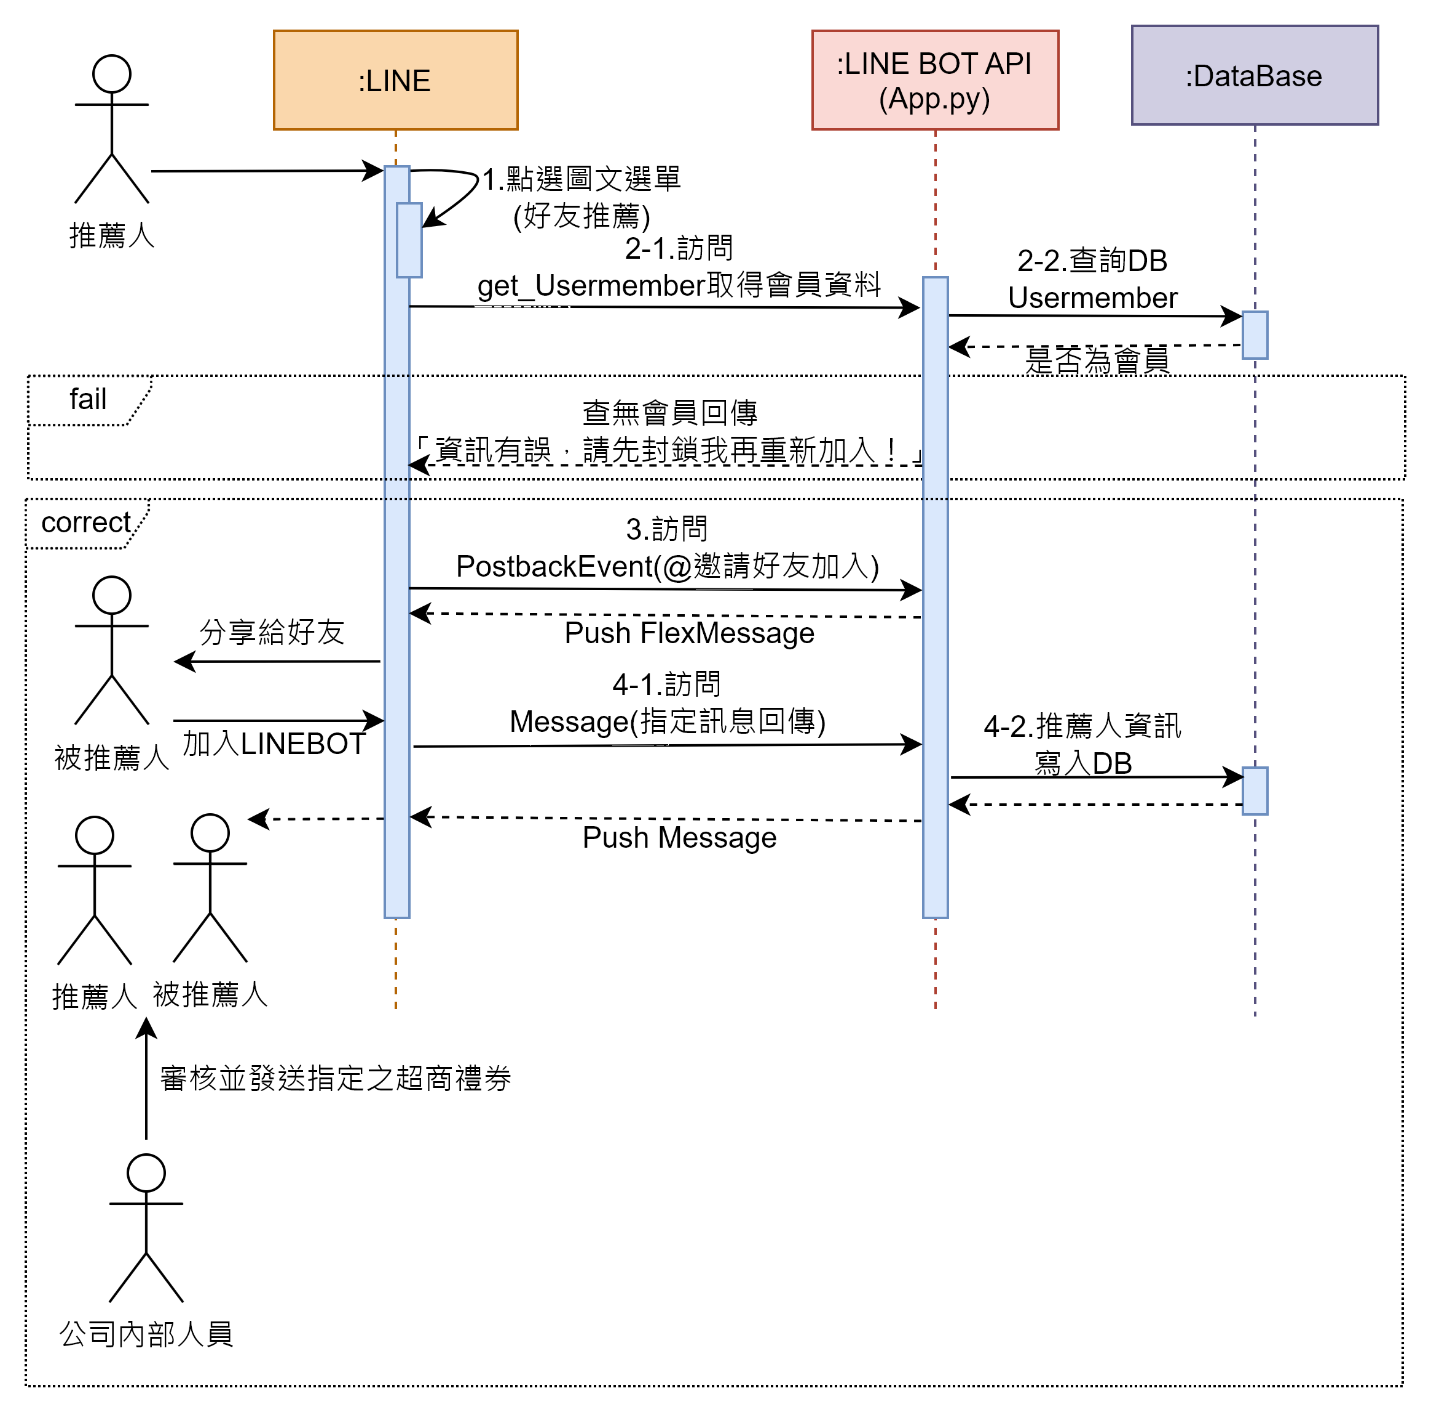 :LINE
:LINE BOT API
(App.py)
:DataBase
推薦人
1.點選圖文選單
(好友推薦)
2-1.訪問
get_Usermember取得會員資料
2-2.查詢DB
Usermember
是否為會員
fail
查無會員回傳
「資訊有誤，請先封鎖我再重新加入！」
correct
3.訪問
PostbackEvent(@邀請好友加入)
Push FlexMessage
分享給好友
被推薦人
加入LINEBOT
4-1.訪問
Message(指定訊息回傳)
4-2.推薦人資訊
寫入DB
Push Message
推薦人
被推薦人
審核並發送指定之超商禮券
公司內部人員